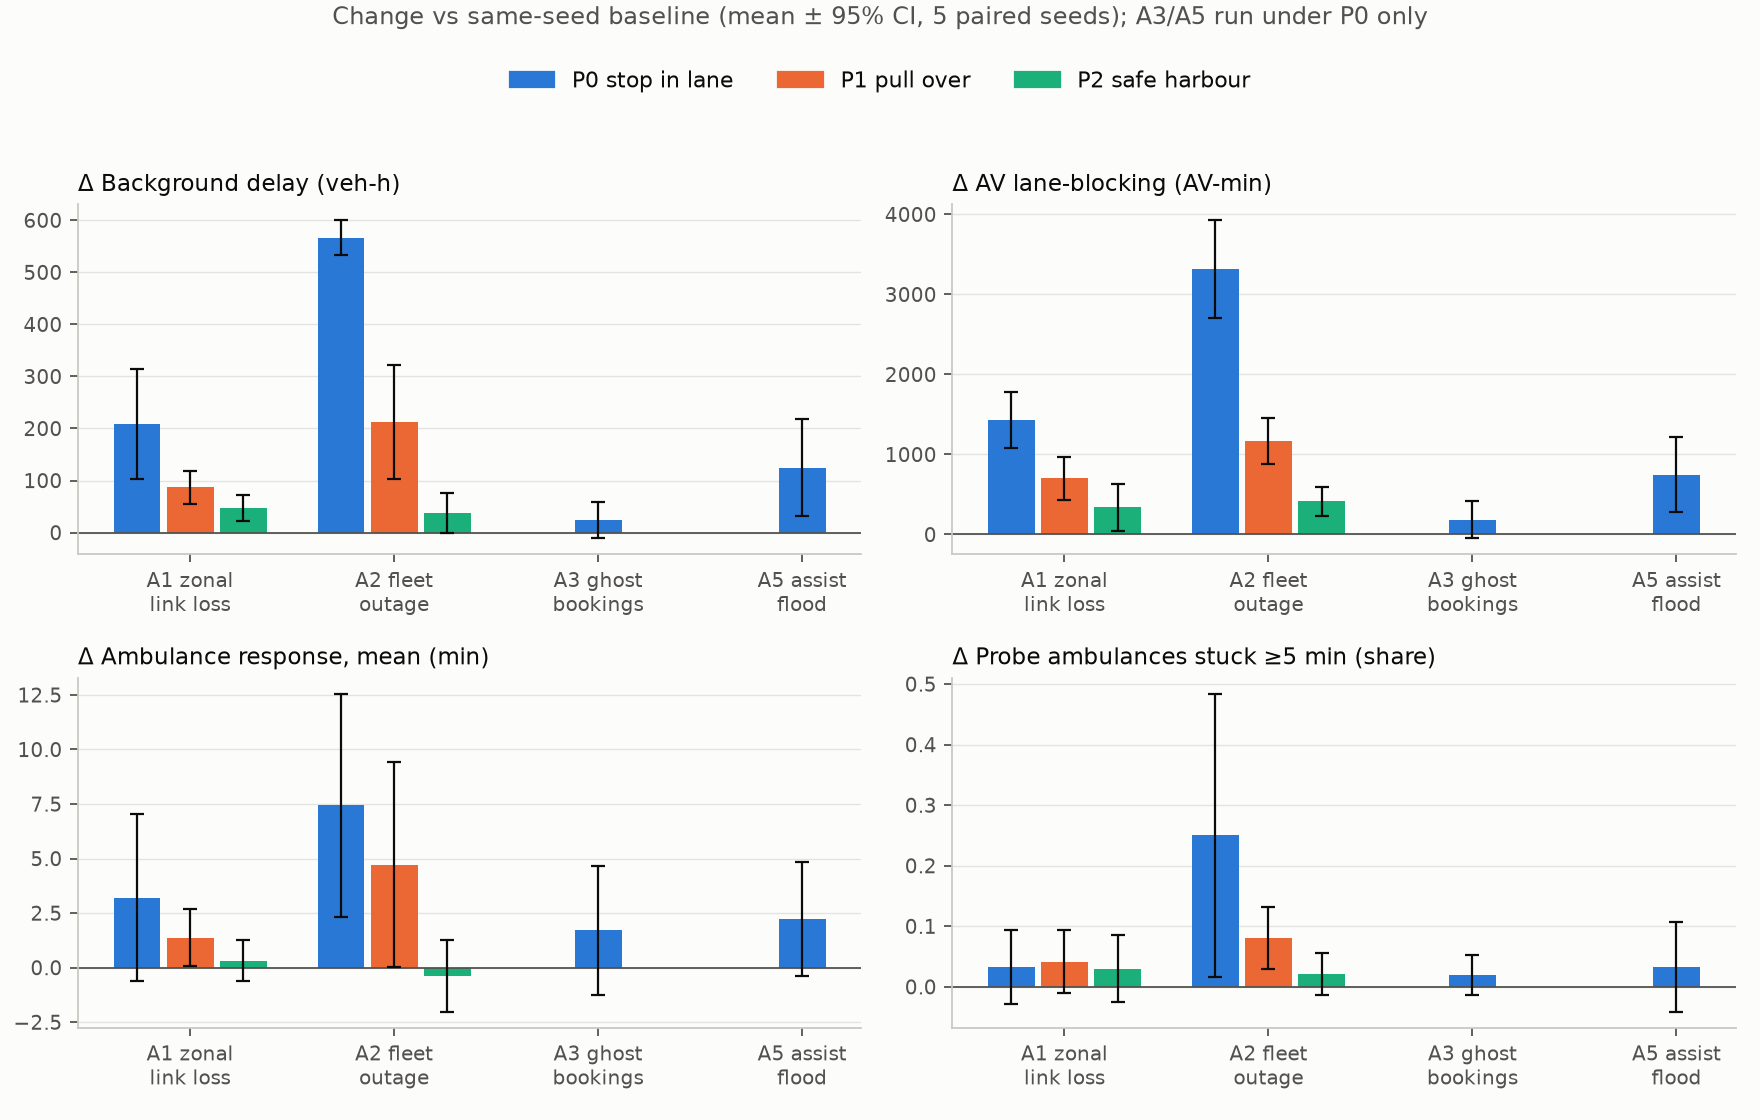 Change vs same-seed baseline (mean ± 95% CI, 5 paired seeds); A3/A5 run under P0 only
P0 stop in lane
P1 pull over
P2 safe harbour
Δ Background delay (veh-h)
600
500
400
300
200
100
0
A1 zonal
link loss
A2 fleet
outage
A3 ghost
bookings
A5 assist
flood
Δ AV lane-blocking (AV-min)
4000
3000
2000
1000
0
A1 zonal
link loss
A2 fleet
outage
A3 ghost
bookings
A5 assist
flood
Δ Ambulance response, mean (min)
12.5
10.0
7.5
5.0
2.5
0.0
−2.5
A1 zonal
link loss
A2 fleet
outage
A3 ghost
bookings
A5 assist
flood
Δ Probe ambulances stuck ≥5 min (share)
0.5
0.4
0.3
0.2
0.1
0.0
A1 zonal
link loss
A2 fleet
outage
A3 ghost
bookings
A5 assist
flood